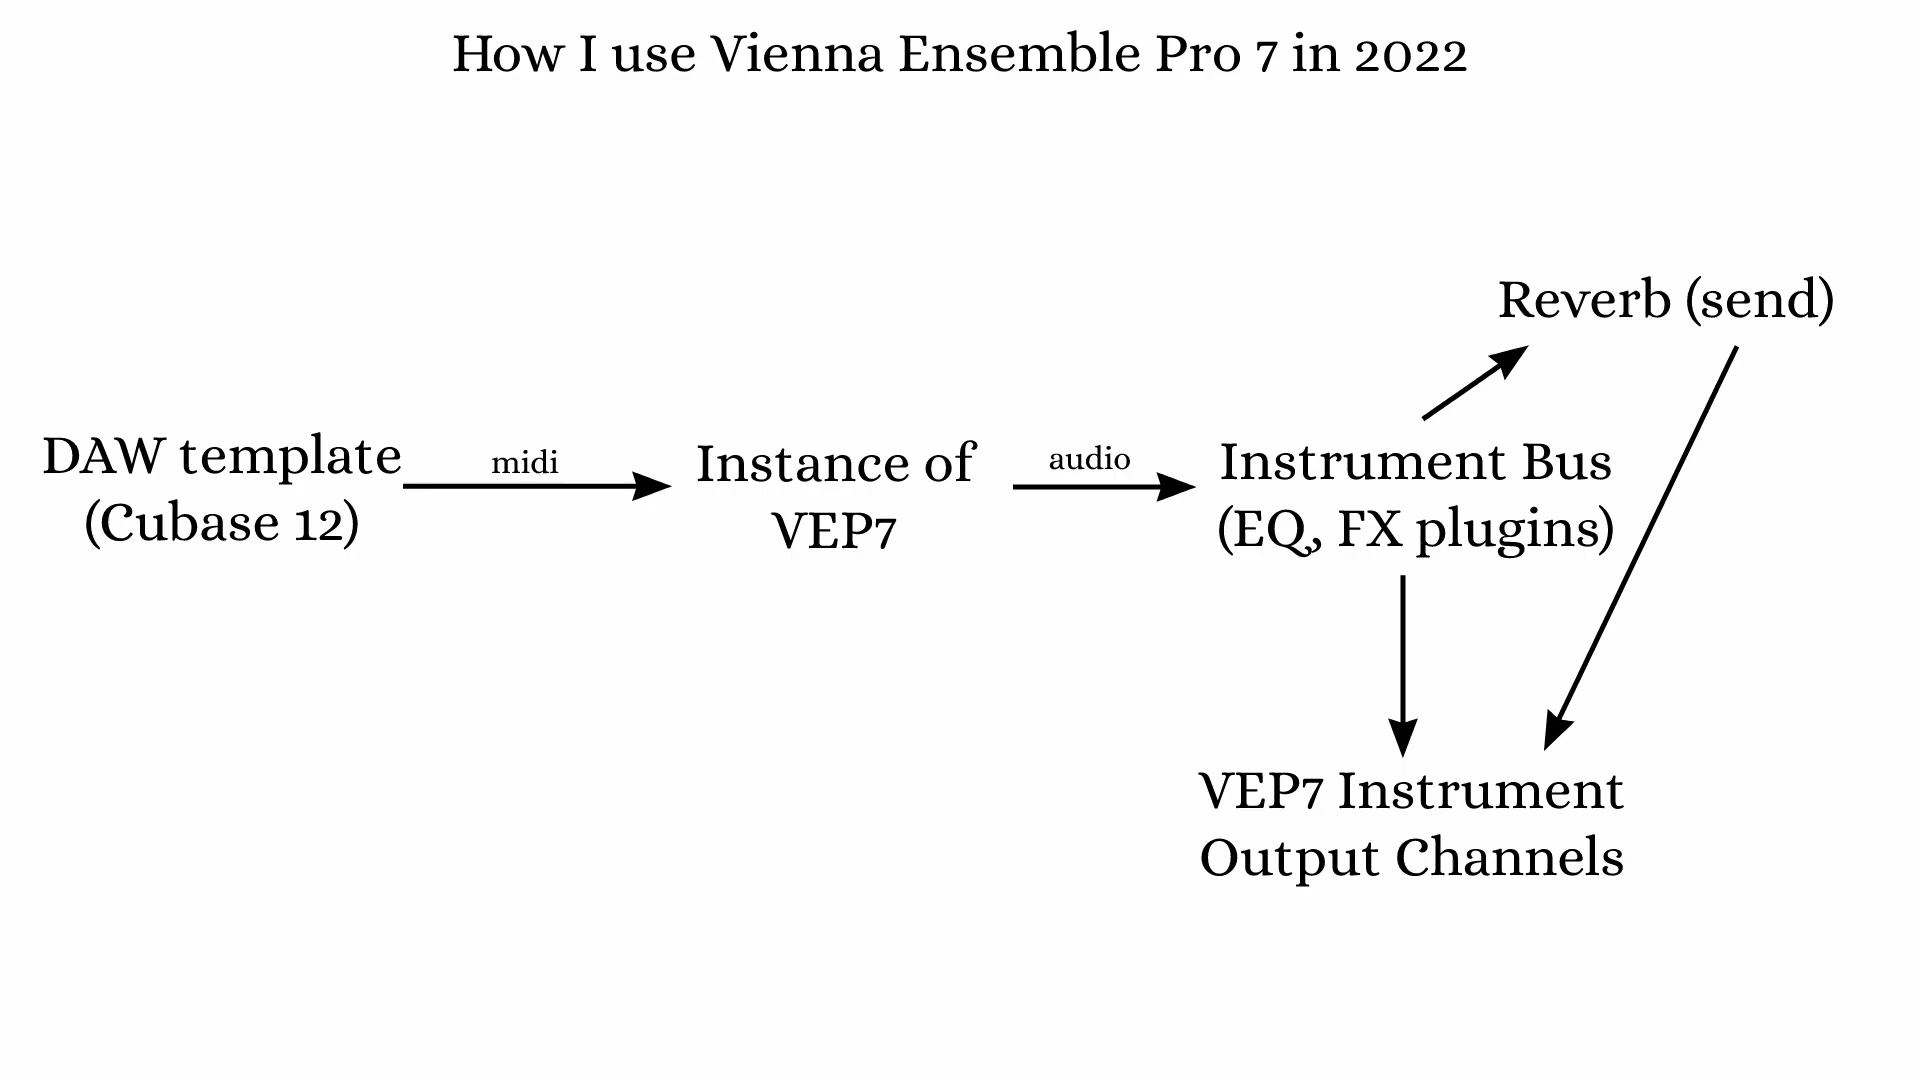 How I use Vienna Ensemble Pro 7 in 2022
Reverb (send)
DAW template
(Cubase 12)
midi
Instance of
VEP7
audio
Instrument Bus
(EQ, FX plugins)
VEP7 Instrument
Output Channels